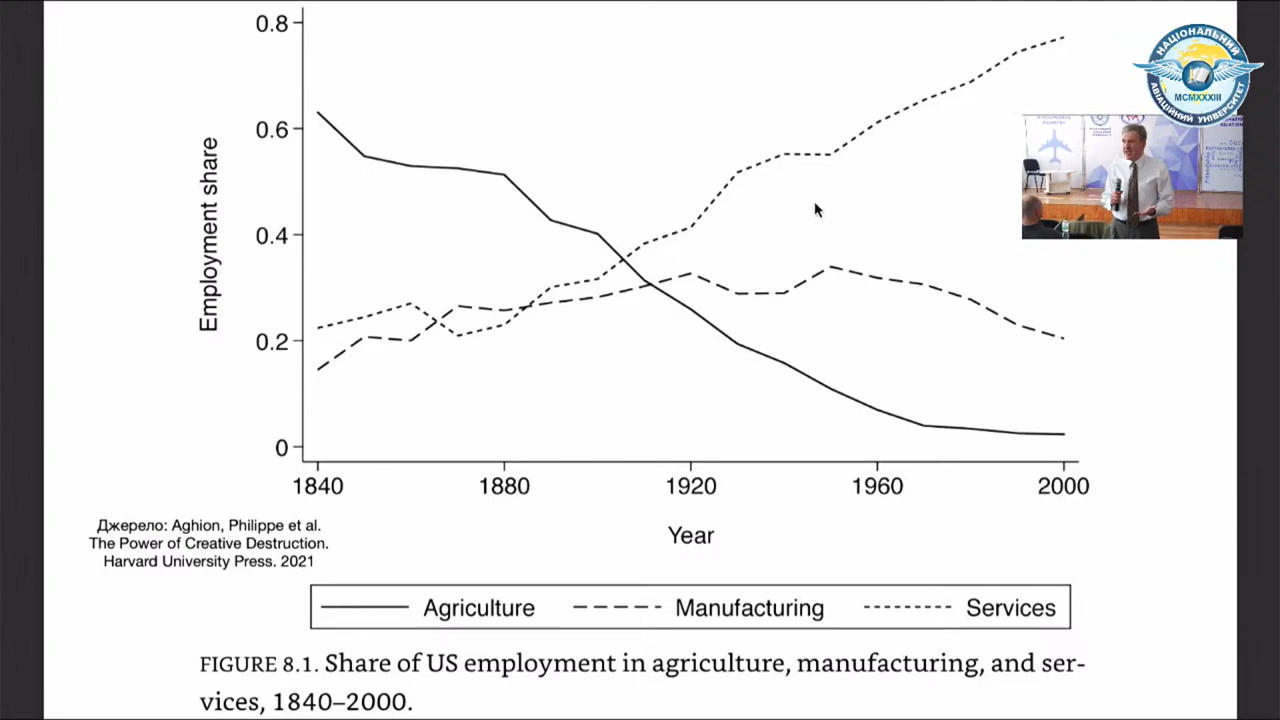 0.8
0.6
0.4
0.2
0
Employment share
1840
1880
1920
1960
2000
Year
Джерело: Aghion, Philippe et al.
The Power of Creative Destruction.
Harvard University Press. 2021
Agriculture
Manufacturing
Services
FIGURE 8.1. Share of US employment in agriculture, manufacturing, and ser-
vices, 1840–2000.
НАЦІОНАЛЬНИЙ
MCMXXXIII
АВІАЦІЙНИЙ УНІВЕРСИТЕТ